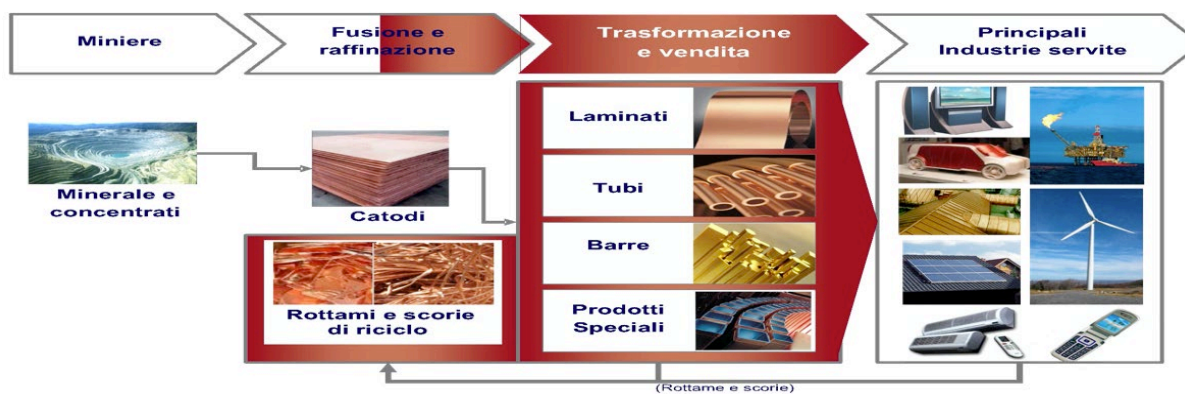 Miniere
Fusione e
raffinazione
Trasformazione
e vendita
Principali
Industrie servite
Minerale e
concentrati
Catodi
Rottami e scorie
di riciclo
Laminati
Tubi
Barre
Prodotti
Speciali
(Rottame e scorie)